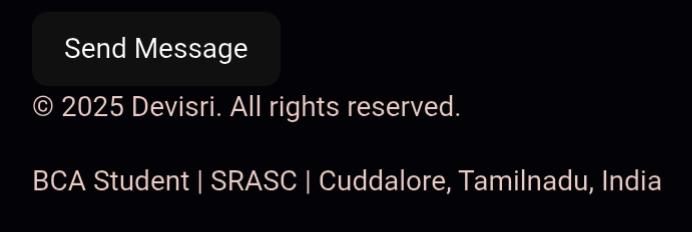 Send Message
© 2025 Devisri. All rights reserved.
BCA Student | SRASC | Cuddalore, Tamilnadu, India